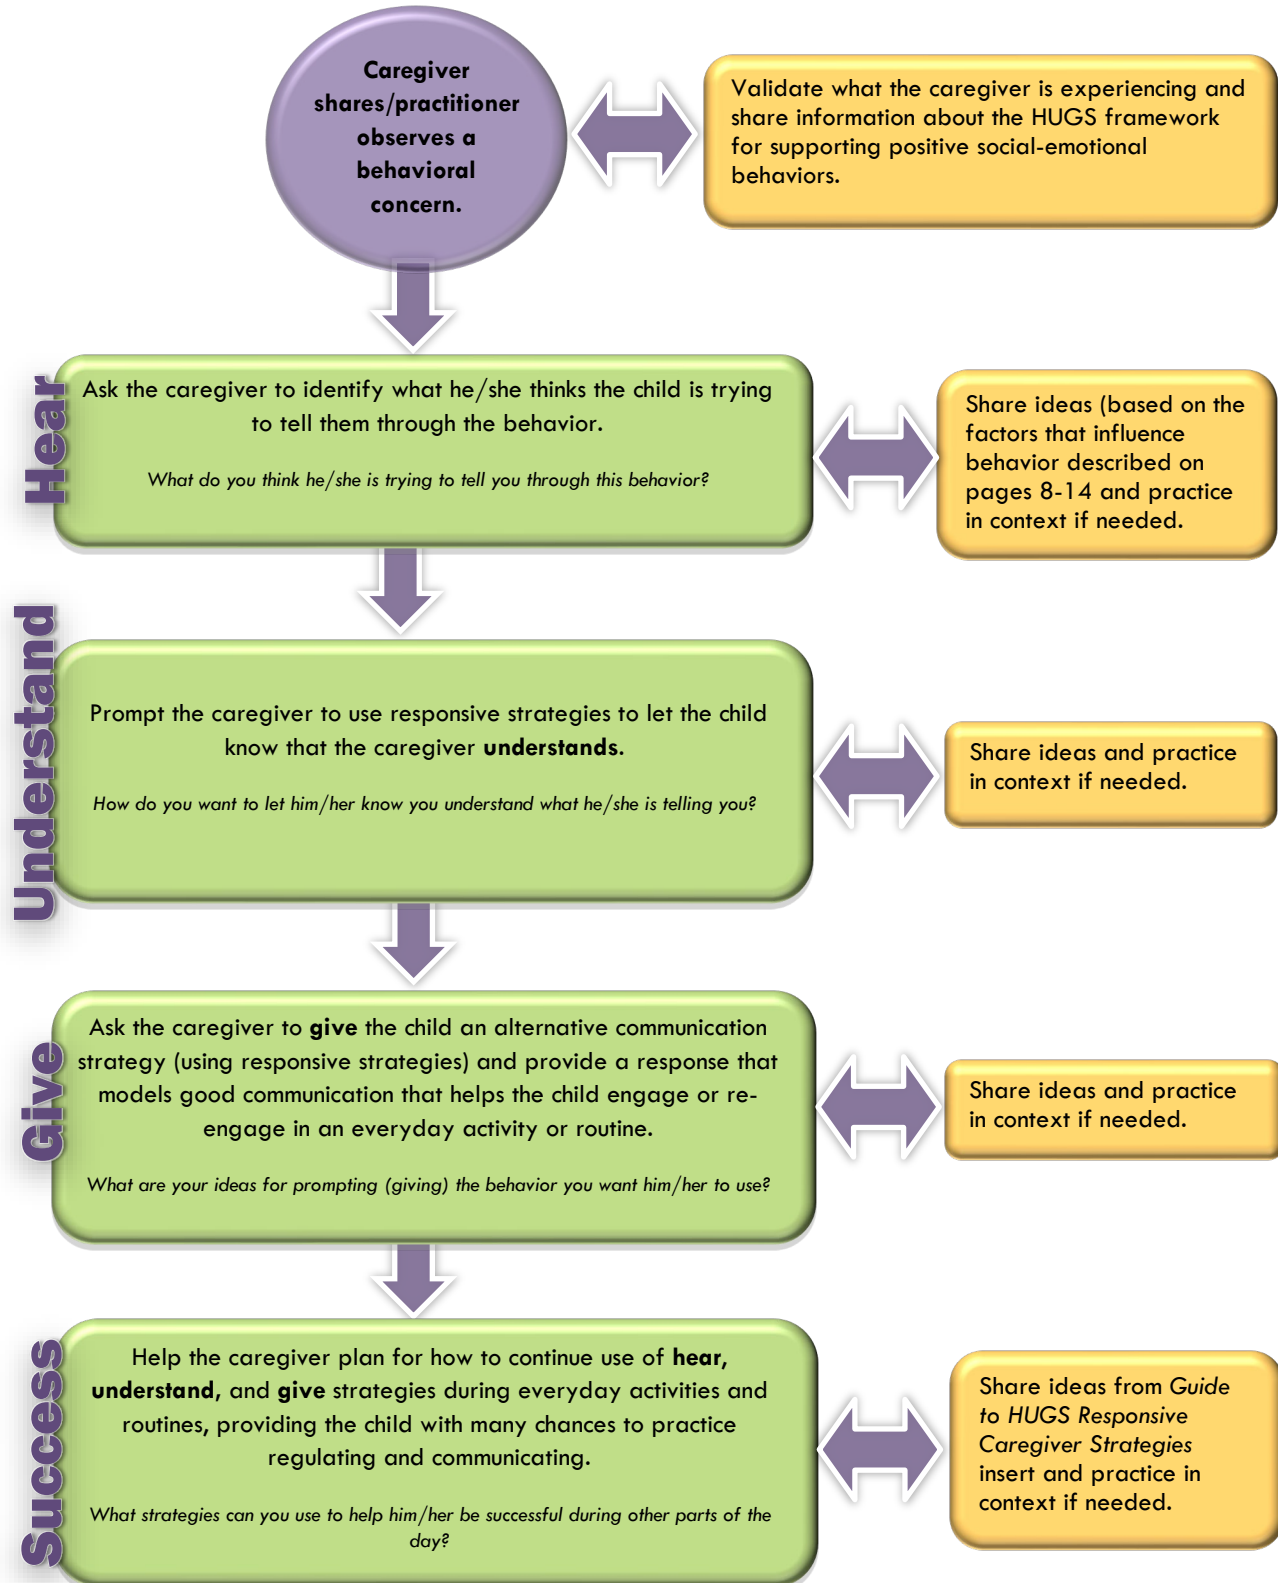 Caregiver
shares/practitioner
observes a
behavioral
concern.
Validate what the caregiver is experiencing and
share information about the HUGS framework
for supporting positive social-emotional
behaviors.
Hear
Ask the caregiver to identify what he/she thinks the child is trying
to tell them through the behavior.
What do you think he/she is trying to tell you through this behavior?
Share ideas (based on the
factors that influence
behavior described on
pages 8-14 and practice
in context if needed.
Understand
Prompt the caregiver to use responsive strategies to let the child
know that the caregiver understands.
How do you want to let him/her know you understand what he/she is telling you?
Share ideas and practice
in context if needed.
Give
Ask the caregiver to give the child an alternative communication
strategy (using responsive strategies) and provide a response that
models good communication that helps the child engage or re-
engage in an everyday activity or routine.
What are your ideas for prompting (giving) the behavior you want him/her to use?
Share ideas and practice
in context if needed.
Success
Help the caregiver plan for how to continue use of hear,
understand, and give strategies during everyday activities and
routines, providing the child with many chances to practice
regulating and communicating.
What strategies can you use to help him/her be successful during other parts of the
day?
Share ideas from Guide
to HUGS Responsive
Caregiver Strategies
insert and practice in
context if needed.